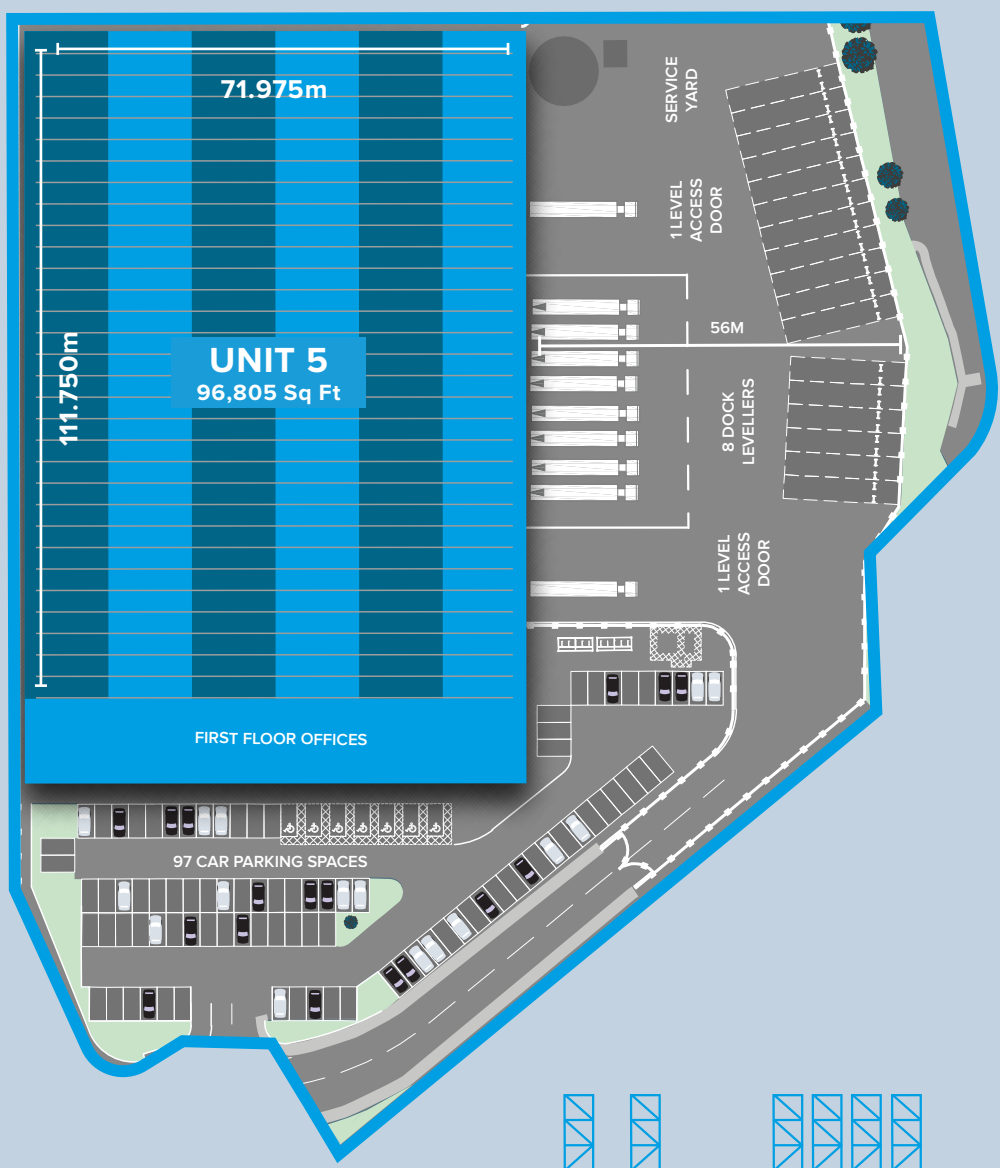 71.975m
SERVICE
YARD
1 LEVEL
ACCESS
DOOR
111.750m
UNIT 5
96,805 Sq Ft
56M
8 DOCK
LEVELLERS
1 LEVEL
ACCESS
DOOR
FIRST FLOOR OFFICES
97 CAR PARKING SPACES